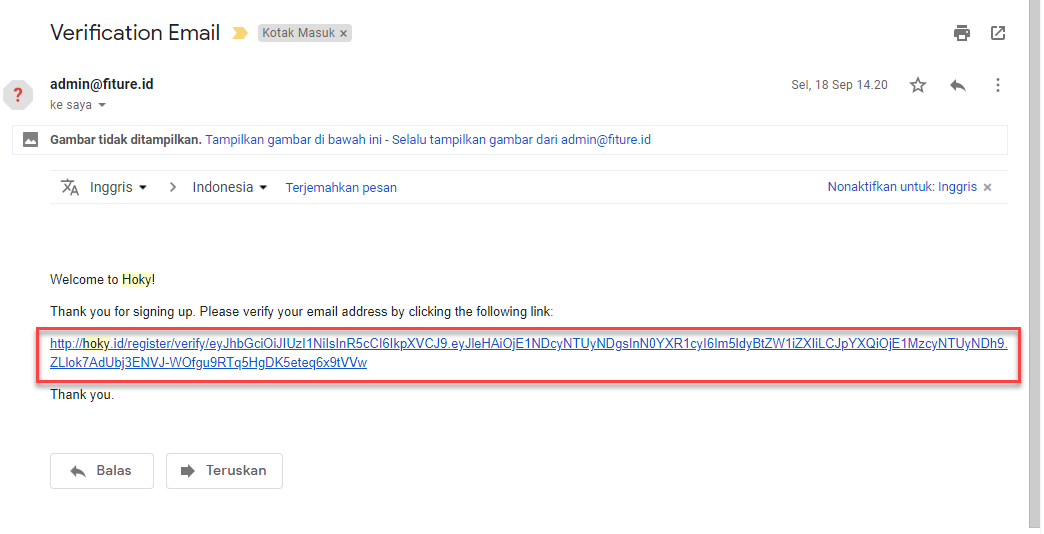 Verification Email Kotak Masuk ×
admin@fiture.id Sel, 18 Sep 14.20
ke saya
?
Gambar tidak ditampilkan. Tampilkan gambar di bawah ini - Selalu tampilkan gambar dari admin@fiture.id
Inggris > Indonesia Terjemahkan pesan Nonaktifkan untuk: Inggris ×
Welcome to Hoky!
Thank you for signing up. Please verify your email address by clicking the following link:
http://hoky.id/register/verify/eyJhbGciOiJIUzI1NiIsInR5cCI6IkpXVCJ9.eyJleHAiOjE1NDcyNTUyNDgsInN0YXR1cyI6Im5ldyBtZW1iZXIiLCJpYXQiOjE1MzcyNTUyNDh9.
ZLlok7AdUbj3ENVJ-WOfgu9RTq5HgDK5eteq6x9tVVw
Thank you.
Balas Teruskan